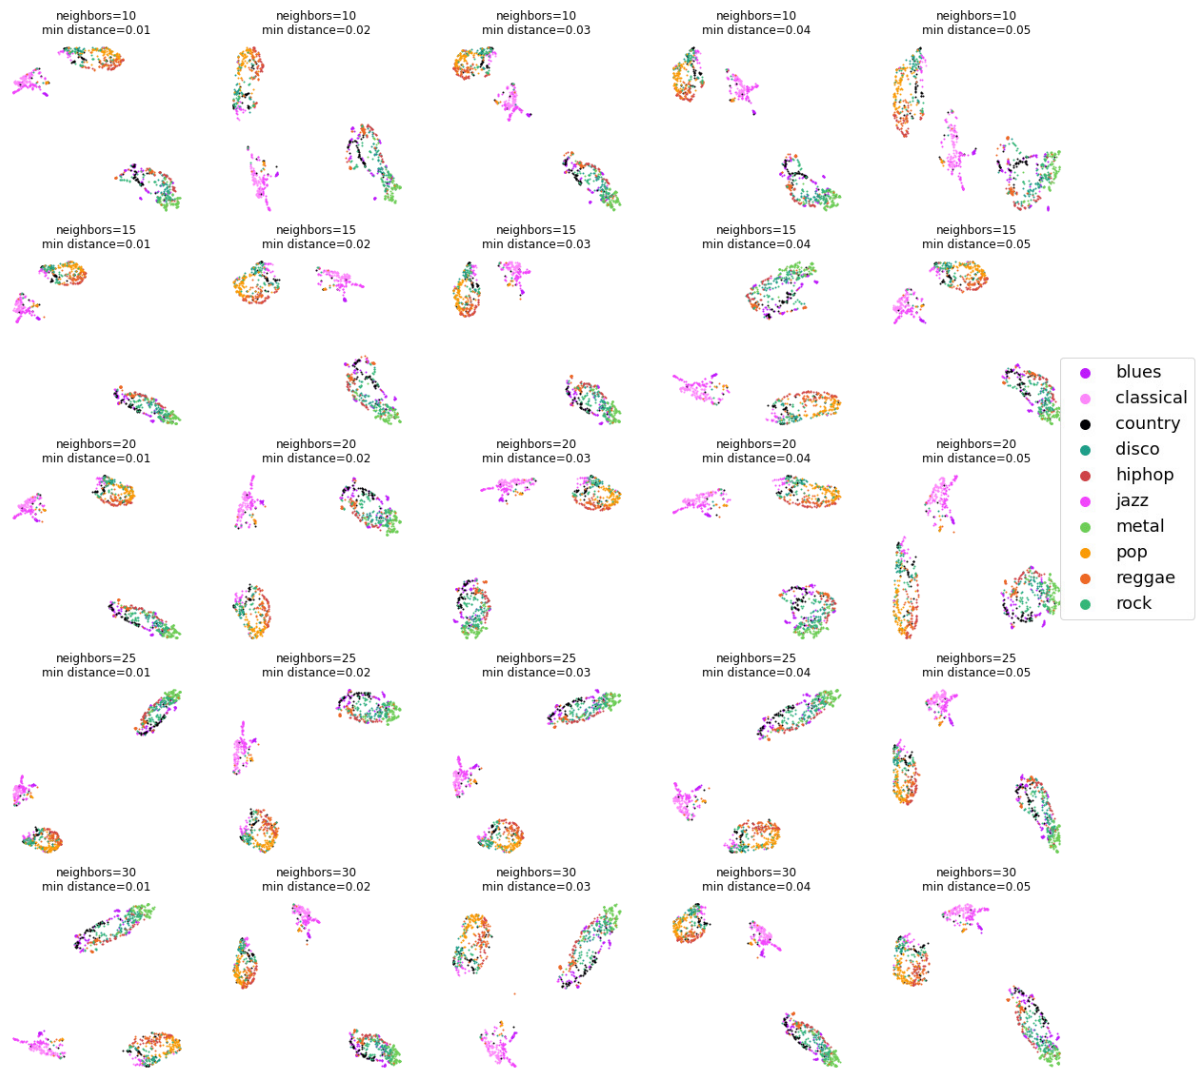 neighbors=10
min distance=0.01
neighbors=10
min distance=0.02
neighbors=10
min distance=0.03
neighbors=10
min distance=0.04
neighbors=10
min distance=0.05
neighbors=15
min distance=0.01
neighbors=15
min distance=0.02
neighbors=15
min distance=0.03
neighbors=15
min distance=0.04
neighbors=15
min distance=0.05
blues
classical
country
disco
hiphop
jazz
metal
pop
reggae
rock
neighbors=20
min distance=0.01
neighbors=20
min distance=0.02
neighbors=20
min distance=0.03
neighbors=20
min distance=0.04
neighbors=20
min distance=0.05
neighbors=25
min distance=0.01
neighbors=25
min distance=0.02
neighbors=25
min distance=0.03
neighbors=25
min distance=0.04
neighbors=25
min distance=0.05
neighbors=30
min distance=0.01
neighbors=30
min distance=0.02
neighbors=30
min distance=0.03
neighbors=30
min distance=0.04
neighbors=30
min distance=0.05